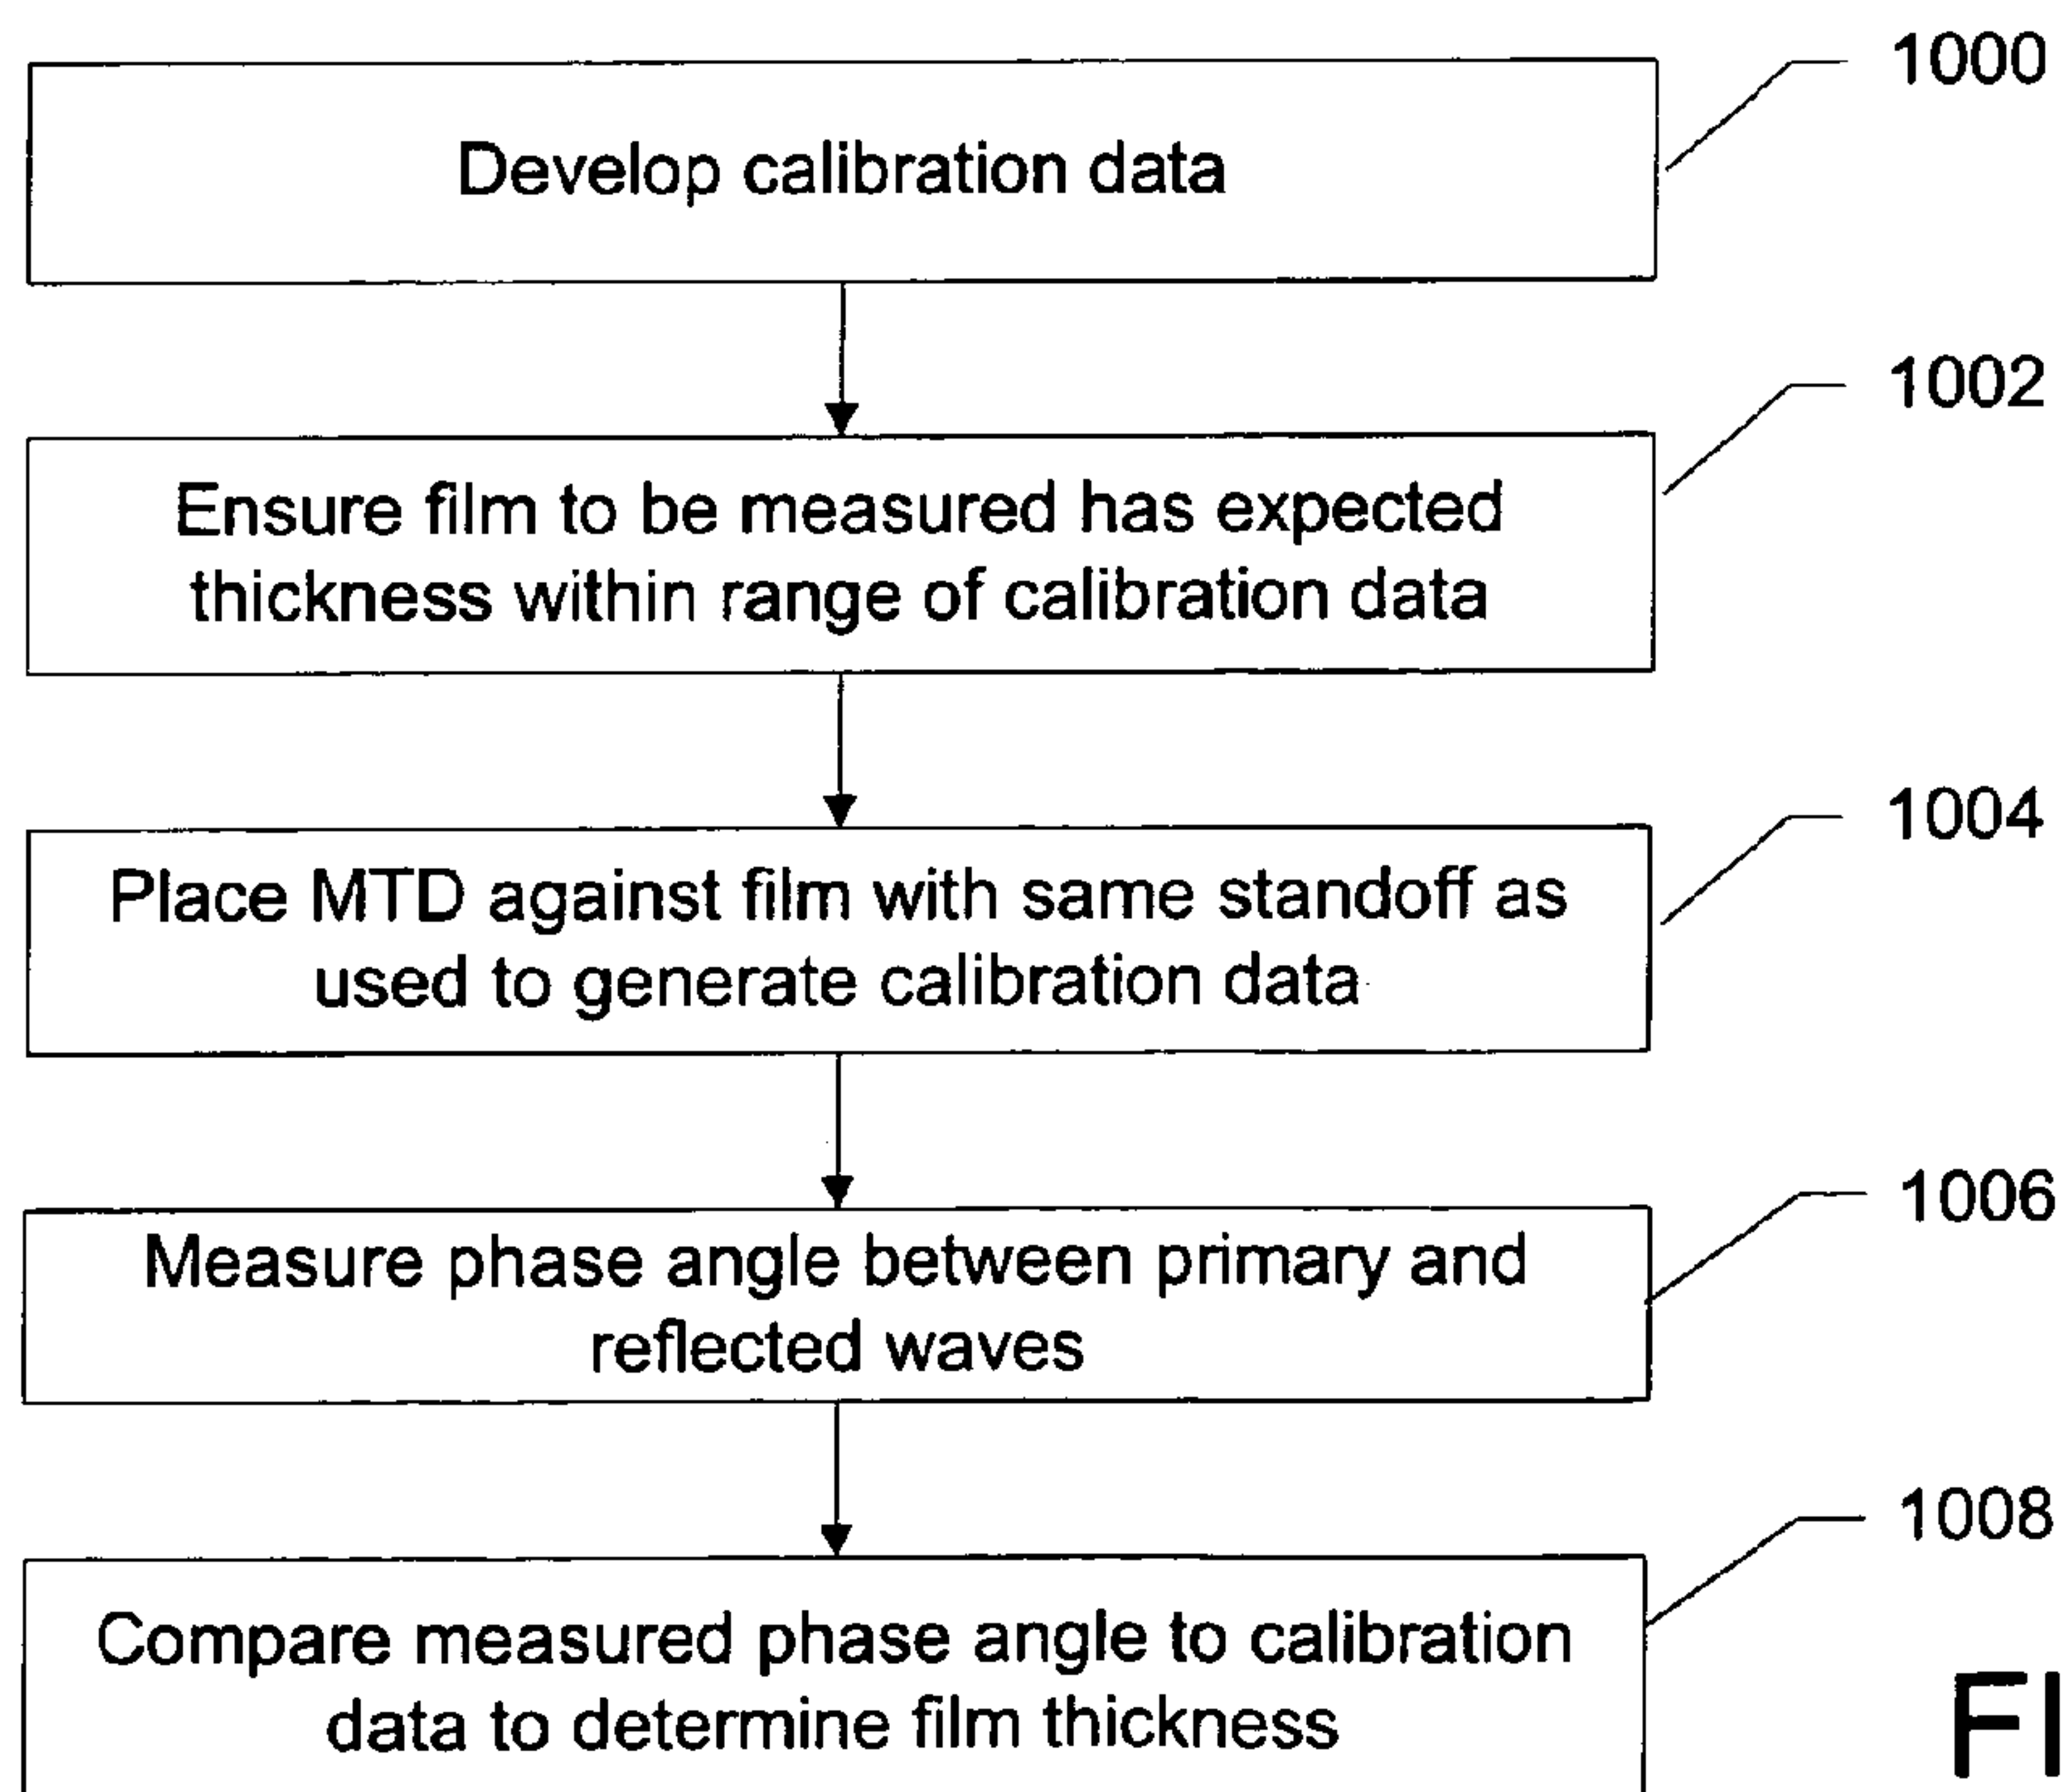 1000
Develop calibration data
1002
Ensure film to be measured has expected
thickness within range of calibration data
1004
Place MTD against film with same standoff as
used to generate calibration data
1006
Measure phase angle between primary and
reflected waves
1008
Compare measured phase angle to calibration
data to determine film thickness
FI